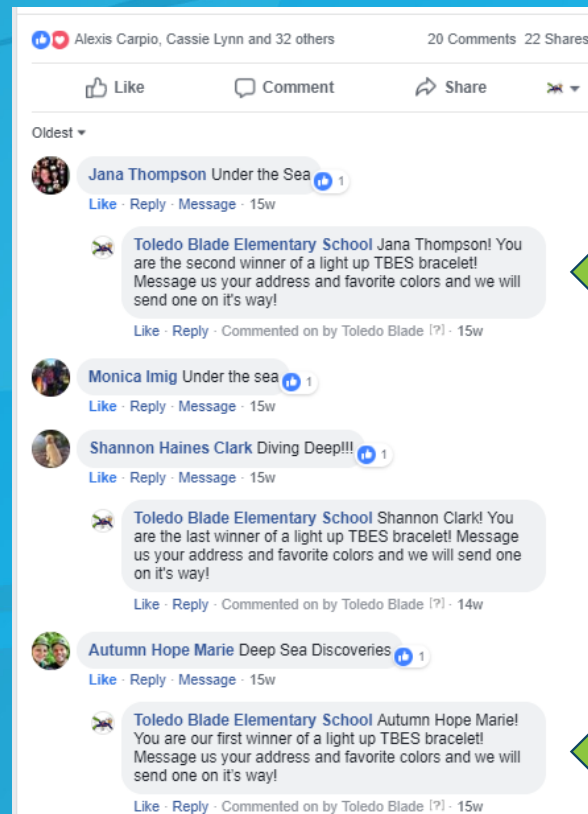 Alexis Carpio, Cassie Lynn and 32 others 20 Comments 22 Shares
Like Comment Share
Oldest
Jana Thompson Under the Sea 1
Like · Reply · Message · 15w
Toledo Blade Elementary School Jana Thompson! You
are the second winner of a light up TBES bracelet!
Message us your address and favorite colors and we will
send one on it's way!
Like · Reply · Commented on by Toledo Blade [?] · 15w
Monica Imig Under the sea 1
Like · Reply · Message · 15w
Shannon Haines Clark Diving Deep!!! 1
Like · Reply · Message · 15w
Toledo Blade Elementary School Shannon Clark! You
are the last winner of a light up TBES bracelet! Message
us your address and favorite colors and we will send one
on it's way!
Like · Reply · Commented on by Toledo Blade [?] · 14w
Autumn Hope Marie Deep Sea Discoveries 1
Like · Reply · Message · 15w
Toledo Blade Elementary School Autumn Hope Marie!
You are our first winner of a light up TBES bracelet!
Message us your address and favorite colors and we will
send one on it's way!
Like · Reply · Commented on by Toledo Blade [?] · 15w